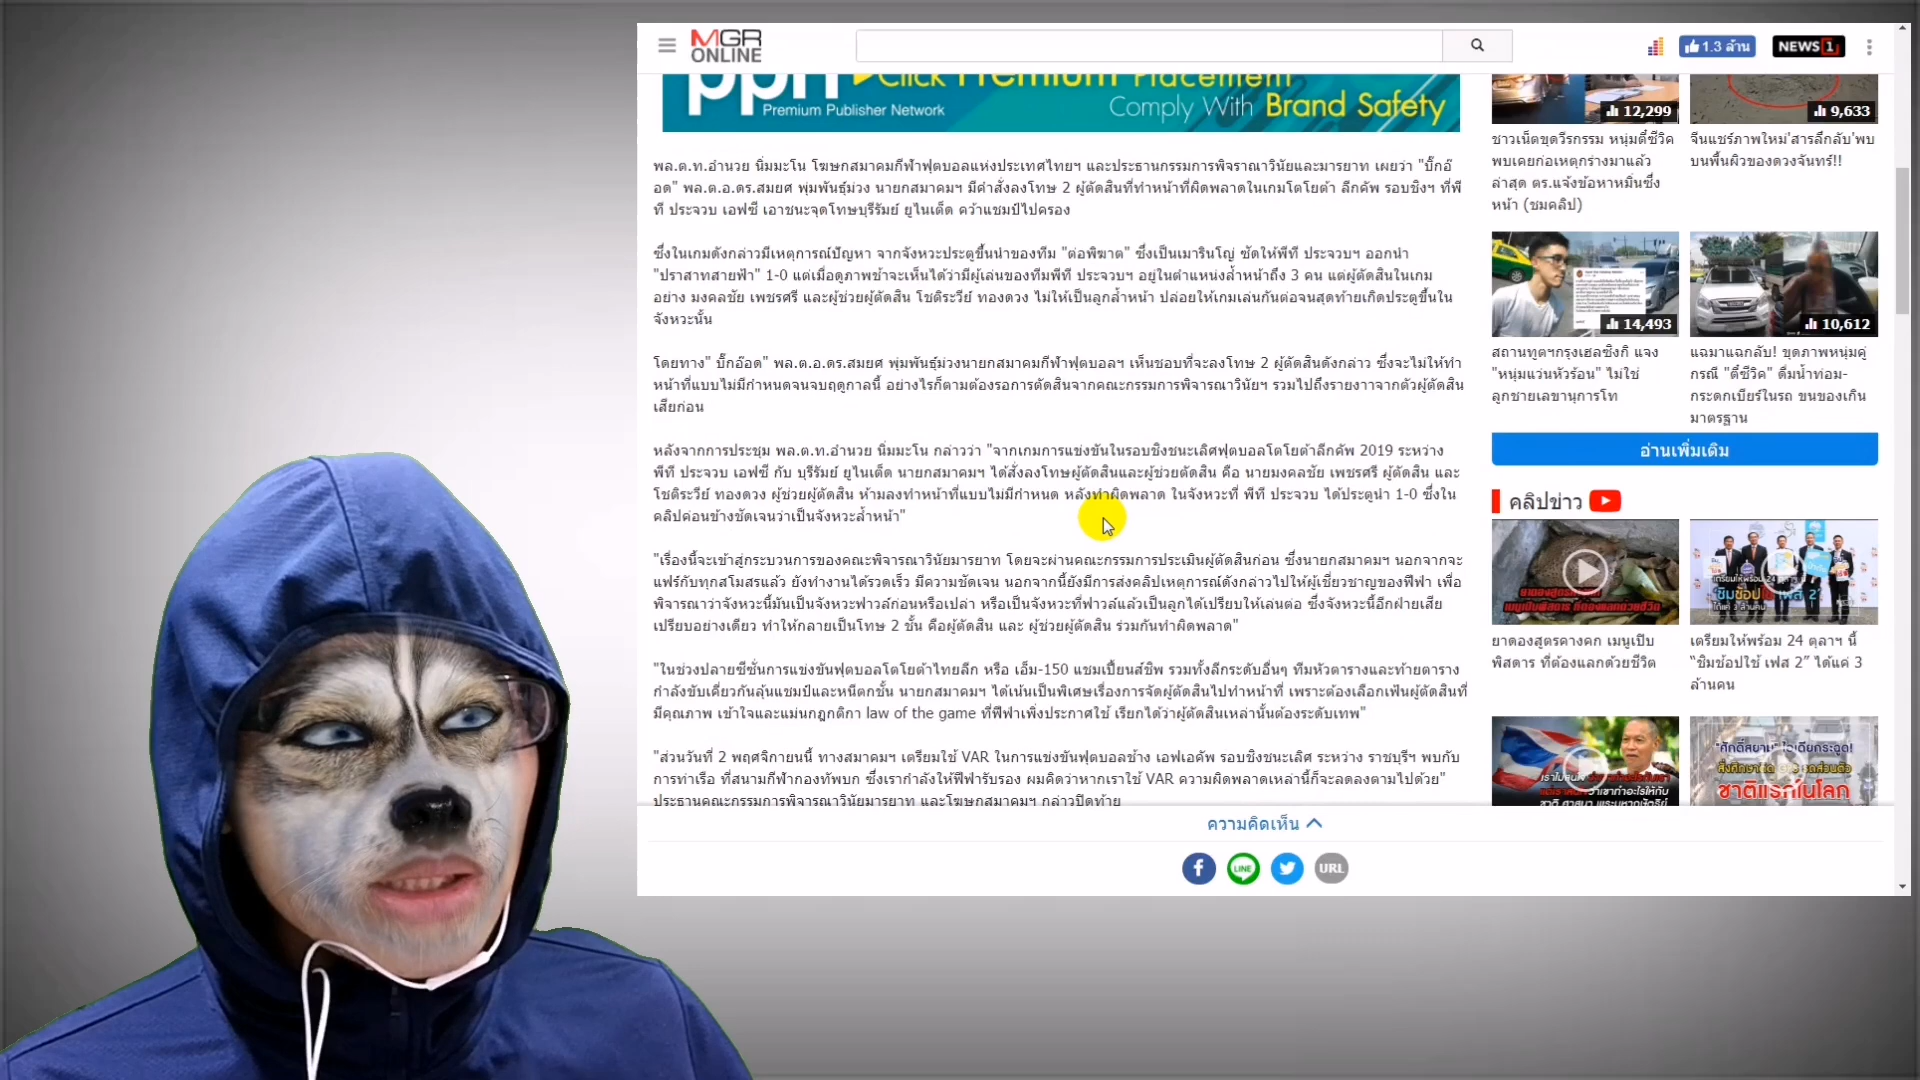 MGR
ONLINE
1.3 ล้าน
NEWS 1
ppn
Click Premium Placement
Premium Publisher Network
Comply With Brand Safety
พล.ต.ท.อำนวย นิ่มมะโน โฆษกสมาคมกีฬาฟุตบอลแห่งประเทศไทยฯ และประธานกรรมการพิจราณาวินัยและมารยาท เผยว่า "บิ๊กอ๊
อด" พล.ต.อ.ดร.สมยศ พุ่มพันธุ์ม่วง นายกสมาคมฯ มีคำสั่งลงโทษ 2 ผู้ตัดสินที่ทำหน้าที่ผิดพลาดในเกมโตโยต้า ลีกคัพ รอบชิงฯ ที่พี
ที ประจวบ เอฟซี เอาชนะจุดโทษบุรีรัมย์ ยูไนเต็ด คว้าแชมป์ไปครอง
ซึ่งในเกมดังกล่าวมีเหตุการณ์ปัญหา จากจังหวะประตูขึ้นนำของทีม "ต่อพิฆาต" ซึ่งเป็นเมารินโญ่ ซัดให้พีที ประจวบฯ ออกนำ
"ปราสาทสายฟ้า" 1-0 แต่เมื่อดูภาพช้าจะเห็นได้ว่ามีผู้เล่นของทีมพีที ประจวบฯ อยู่ในตำแหน่งล้ำหน้าถึง 3 คน แต่ผู้ตัดสินในเกม
อย่าง มงคลชัย เพชรศรี และผู้ช่วยผู้ตัดสิน โชติระวีย์ ทองดวง ไม่ให้เป็นลูกล้ำหน้า ปล่อยให้เกมเล่นกันต่อจนสุดท้ายเกิดประตูขึ้นใน
จังหวะนั้น
โดยทาง" บิ๊กอ๊อด" พล.ต.อ.ดร.สมยศ พุ่มพันธุ์ม่วงนายกสมาคมกีฬาฟุตบอลฯ เห็นชอบที่จะลงโทษ 2 ผู้ตัดสินดังกล่าว ซึ่งจะไม่ให้ทำ
หน้าที่แบบไม่มีกำหนดจนจบฤดูกาลนี้ อย่างไรก็ตามต้องรอการตัดสินจากคณะกรรมการพิจารณาวินัยฯ รวมไปถึงรายงาาจากตัวผู้ตัดสิน
เสียก่อน
หลังจากการประชุม พล.ต.ท.อำนวย นิ่มมะโน กล่าวว่า "จากเกมการแข่งขันในรอบชิงชนะเลิศฟุตบอลโตโยต้าลีกคัพ 2019 ระหว่าง
พีที ประจวบ เอฟซี กับ บุรีรัมย์ ยูไนเต็ด นายกสมาคมฯ ได้สั่งลงโทษผู้ตัดสินและผู้ช่วยตัดสิน คือ นายมงคลชัย เพชรศรี ผู้ตัดสิน และ
โชติระวีย์ ทองดวง ผู้ช่วยผู้ตัดสิน ห้ามลงทำหน้าที่แบบไม่มีกำหนด หลังทำผิดพลาด ในจังหวะที่ พีที ประจวบ ได้ประตูนำ 1-0 ซึ่งใน
คลิปค่อนข้างชัดเจนว่าเป็นจังหวะล้ำหน้า"
"เรื่องนี้จะเข้าสู่กระบวนการของคณะพิจารณาวินัยมารยาท โดยจะผ่านคณะกรรมการประเมินผู้ตัดสินก่อน ซึ่งนายกสมาคมฯ นอกจากจะ
แฟร์กับทุกสโมสรแล้ว ยังทำงานได้รวดเร็ว มีความชัดเจน นอกจากนี้ยังมีการส่งคลิปเหตุการณ์ดังกล่าวไปให้ผู้เชี่ยวชาญของฟีฟ่า เพื่อ
พิจารณาว่าจังหวะนี้มันเป็นจังหวะฟาวล์ก่อนหรือเปล่า หรือเป็นจังหวะที่ฟาวล์แล้วเป็นลูกได้เปรียบให้เล่นต่อ ซึ่งจังหวะนี้อีกฝ่ายเสีย
เปรียบอย่างเดียว ทำให้กลายเป็นโทษ 2 ชั้น คือผู้ตัดสิน และ ผู้ช่วยผู้ตัดสิน ร่วมกันทำผิดพลาด"
"ในช่วงปลายซีซั่นการแข่งขันฟุตบอลโตโยต้าไทยลีก หรือ เอ็ม-150 แชมเปี้ยนส์ชิพ รวมทั้งลีกระดับอื่นๆ ทีมหัวตารางและท้ายตาราง
กำลังขับเคี่ยวกันลุ้นแชมป์และหนีตกชั้น นายกสมาคมฯ ได้เน้นเป็นพิเศษเรื่องการจัดผู้ตัดสินไปทำหน้าที่ เพราะต้องเลือกเฟ้นผู้ตัดสินที่
มีคุณภาพ เข้าใจและแม่นกฎกติกา law of the game ที่ฟีฟ่าเพิ่งประกาศใช้ เรียกได้ว่าผู้ตัดสินเหล่านั้นต้องระดับเทพ"
"ส่วนวันที่ 2 พฤศจิกายนนี้ ทางสมาคมฯ เตรียมใช้ VAR ในการแข่งขันฟุตบอลช้าง เอฟเอคัพ รอบชิงชนะเลิศ ระหว่าง ราชบุรีฯ พบกับ
การท่าเรือ ที่สนามกีฬากองทัพบก ซึ่งเรากำลังให้ฟีฟ่ารับรอง ผมคิดว่าหากเราใช้ VAR ความผิดพลาดเหล่านี้ก็จะลดลงตามไปด้วย"
ประธานคณะกรรมการพิจารณาวินัยมารยาท และโฆษกสมาคมฯ กล่าวปิดท้าย
ความคิดเห็น
LINE
URL
12,299
9,633
ชาวเน็ตขุดวีรกรรม หนุ่มตี๋ซีวิค
พบเคยก่อเหตุกร่างมาแล้ว
ล่าสุด ตร.แจ้งข้อหาหมิ่นซึ่ง
หน้า (ชมคลิป)
จีนแชร์ภาพใหม่'สารลึกลับ'พบ
บนพื้นผิวของดวงจันทร์!!
14,493
10,612
สถานทูตฯกรุงเฮลซิงกิ แจง
"หนุ่มแว่นหัวร้อน" ไม่ใช่
ลูกชายเลขานุการโท
แฉมาแฉกลับ! ขุดภาพหนุ่มคู่
กรณี "ตี๋ซีวิค" ดื่มน้ำท่อม-
กระดกเบียร์ในรถ ขนของเกิน
มาตรฐาน
อ่านเพิ่มเติม
คลิปข่าว
ยาดองสูตรคางคก เมนูเปิบ
พิสดาร ที่ต้องแลกด้วยชีวิต
เตรียมให้พร้อม 24 ตุลาฯ นี้
"ชิมช้อปใช้ เฟส 2" ได้แค่ 3
ล้านคน
ชาติแรกในโลก